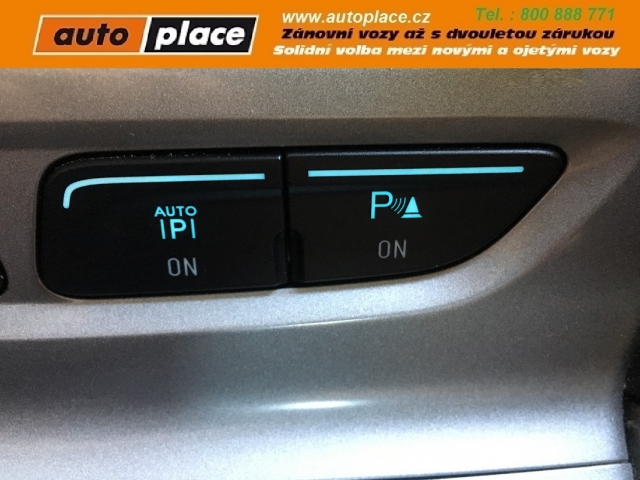 auto place
www.autoplace.cz
Tel. : 800 888 771
Zánovní vozy až s dvouletou zárukou
Solidní volba mezi novými a ojetými vozy
AUTO
|P|
ON
P
ON